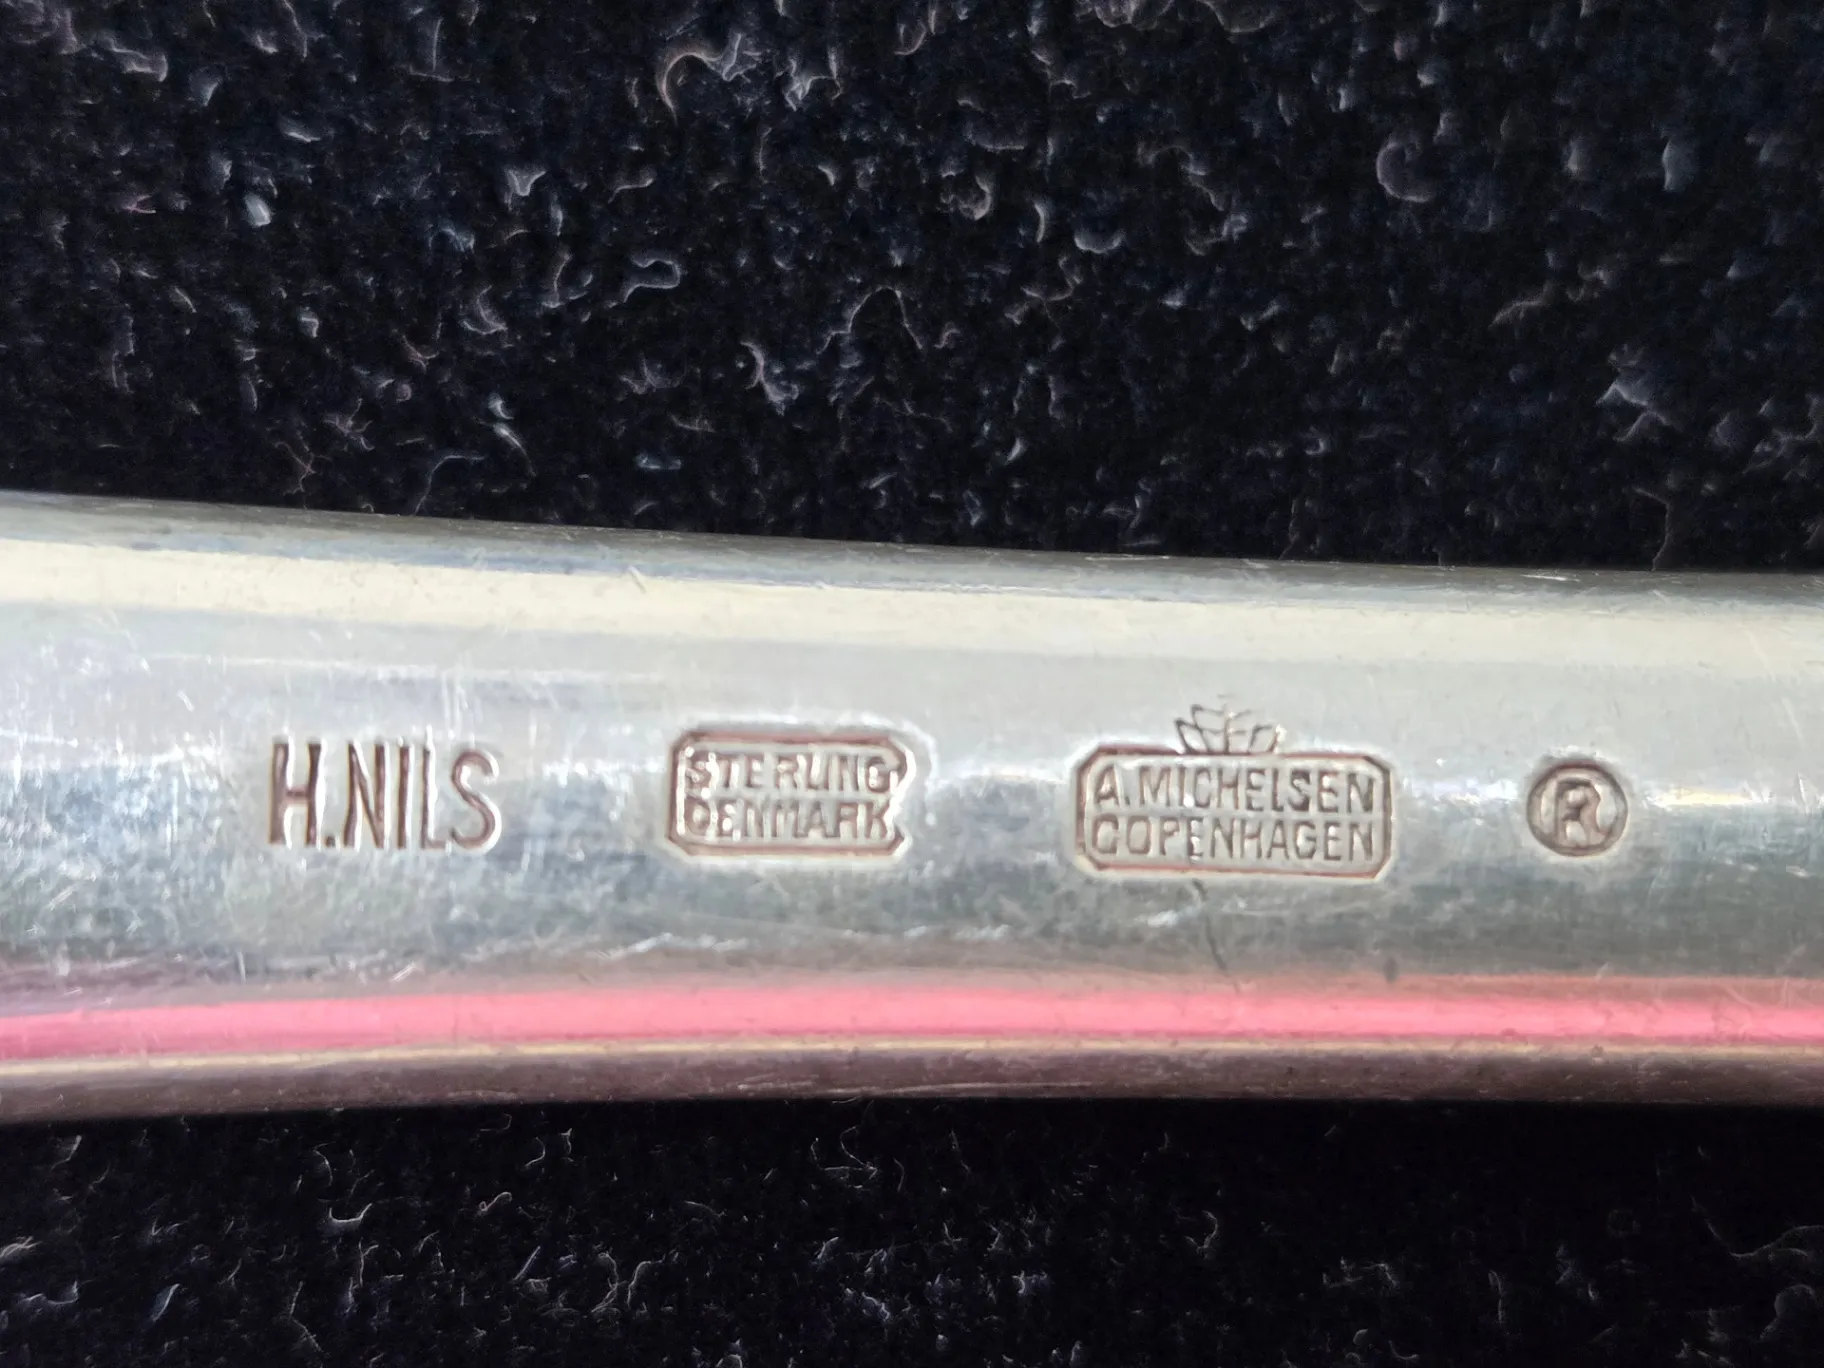 H.NILS
STERLING
DENMARK
A.MICHELSEN
COPENHAGEN
R